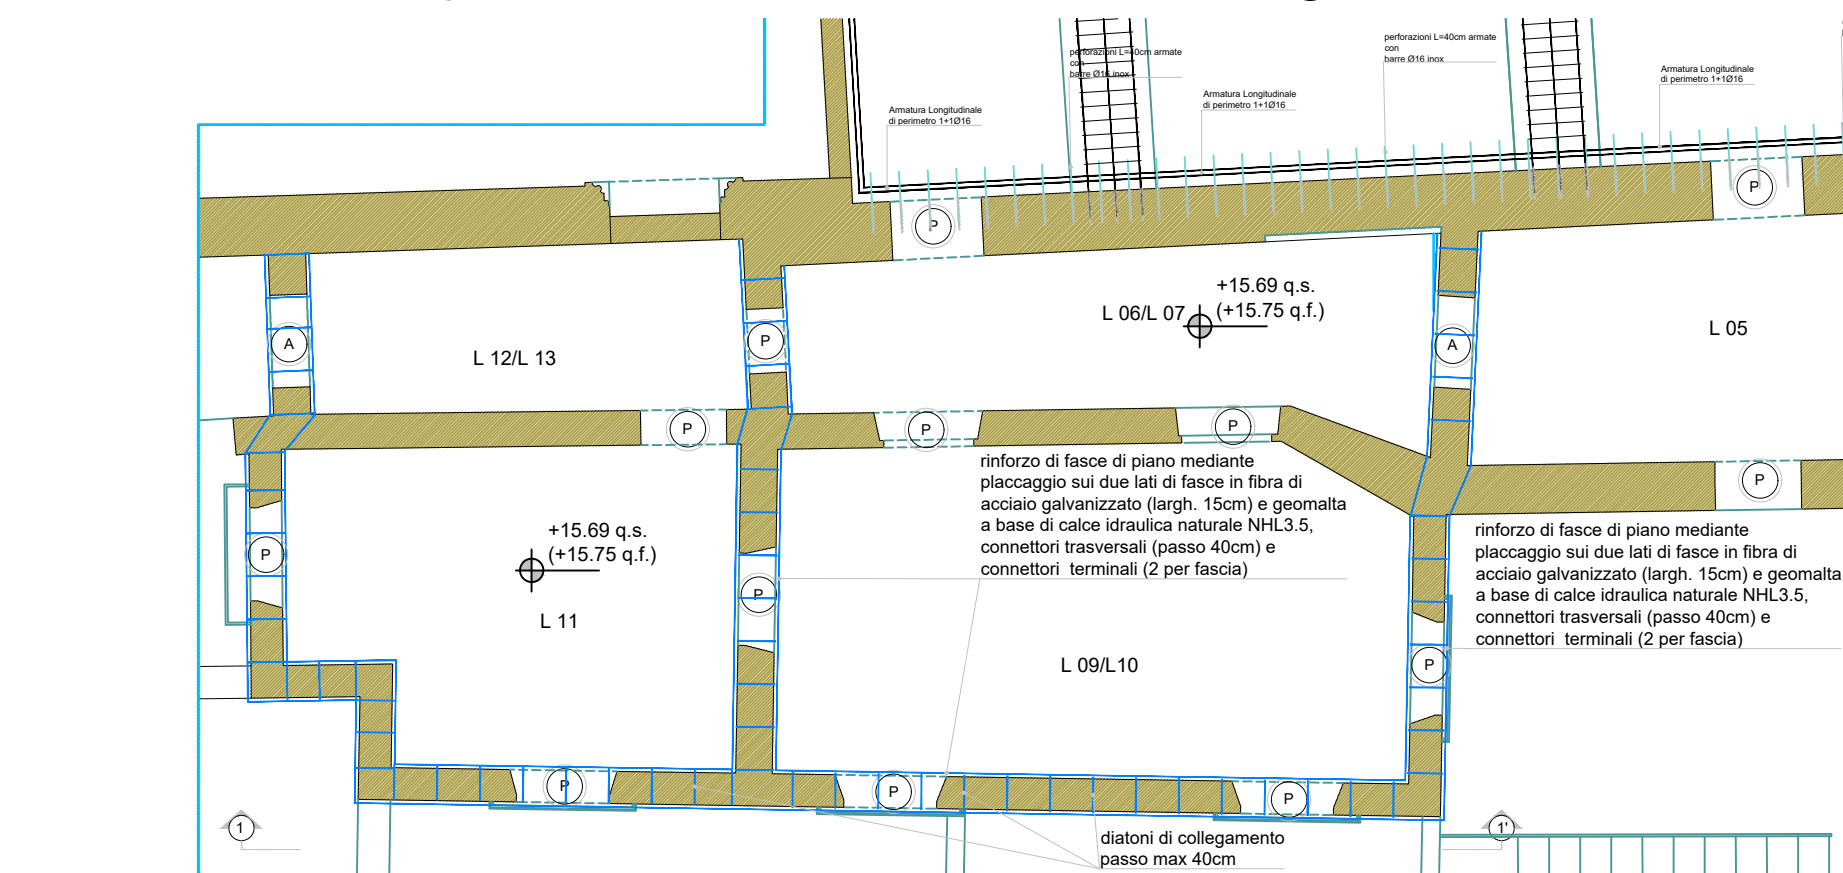 perforazioni L=40cm armate
con
barre Ø16 inox
perforazioni L=40cm armate
con
barre Ø16 inox
Armatura Longitudinale
di perimetro 1+1Ø16
Armatura Longitudinale
di perimetro 1+1Ø16
Armatura Longitudinale
di perimetro 1+1Ø16
P
P
+15.69 q.s.
(+15.75 q.f.)
L 06/L 07
L 05
A
P
A
L 12/L 13
P
P
P
P
rinforzo di fasce di piano mediante
placcaggio sui due lati di fasce in fibra di
acciaio galvanizzato (largh. 15cm) e geomalta
a base di calce idraulica naturale NHL3.5,
connettori trasversali (passo 40cm) e
connettori  terminali (2 per fascia)
rinforzo di fasce di piano mediante
placcaggio sui due lati di fasce in fibra di
acciaio galvanizzato (largh. 15cm) e geomalta
a base di calce idraulica naturale NHL3.5,
connettori trasversali (passo 40cm) e
connettori  terminali (2 per fascia)
+15.69 q.s.
(+15.75 q.f.)
P
P
L 11
L 09/L10
P
P
P
P
1
1'
diatoni di collegamento
passo max 40cm